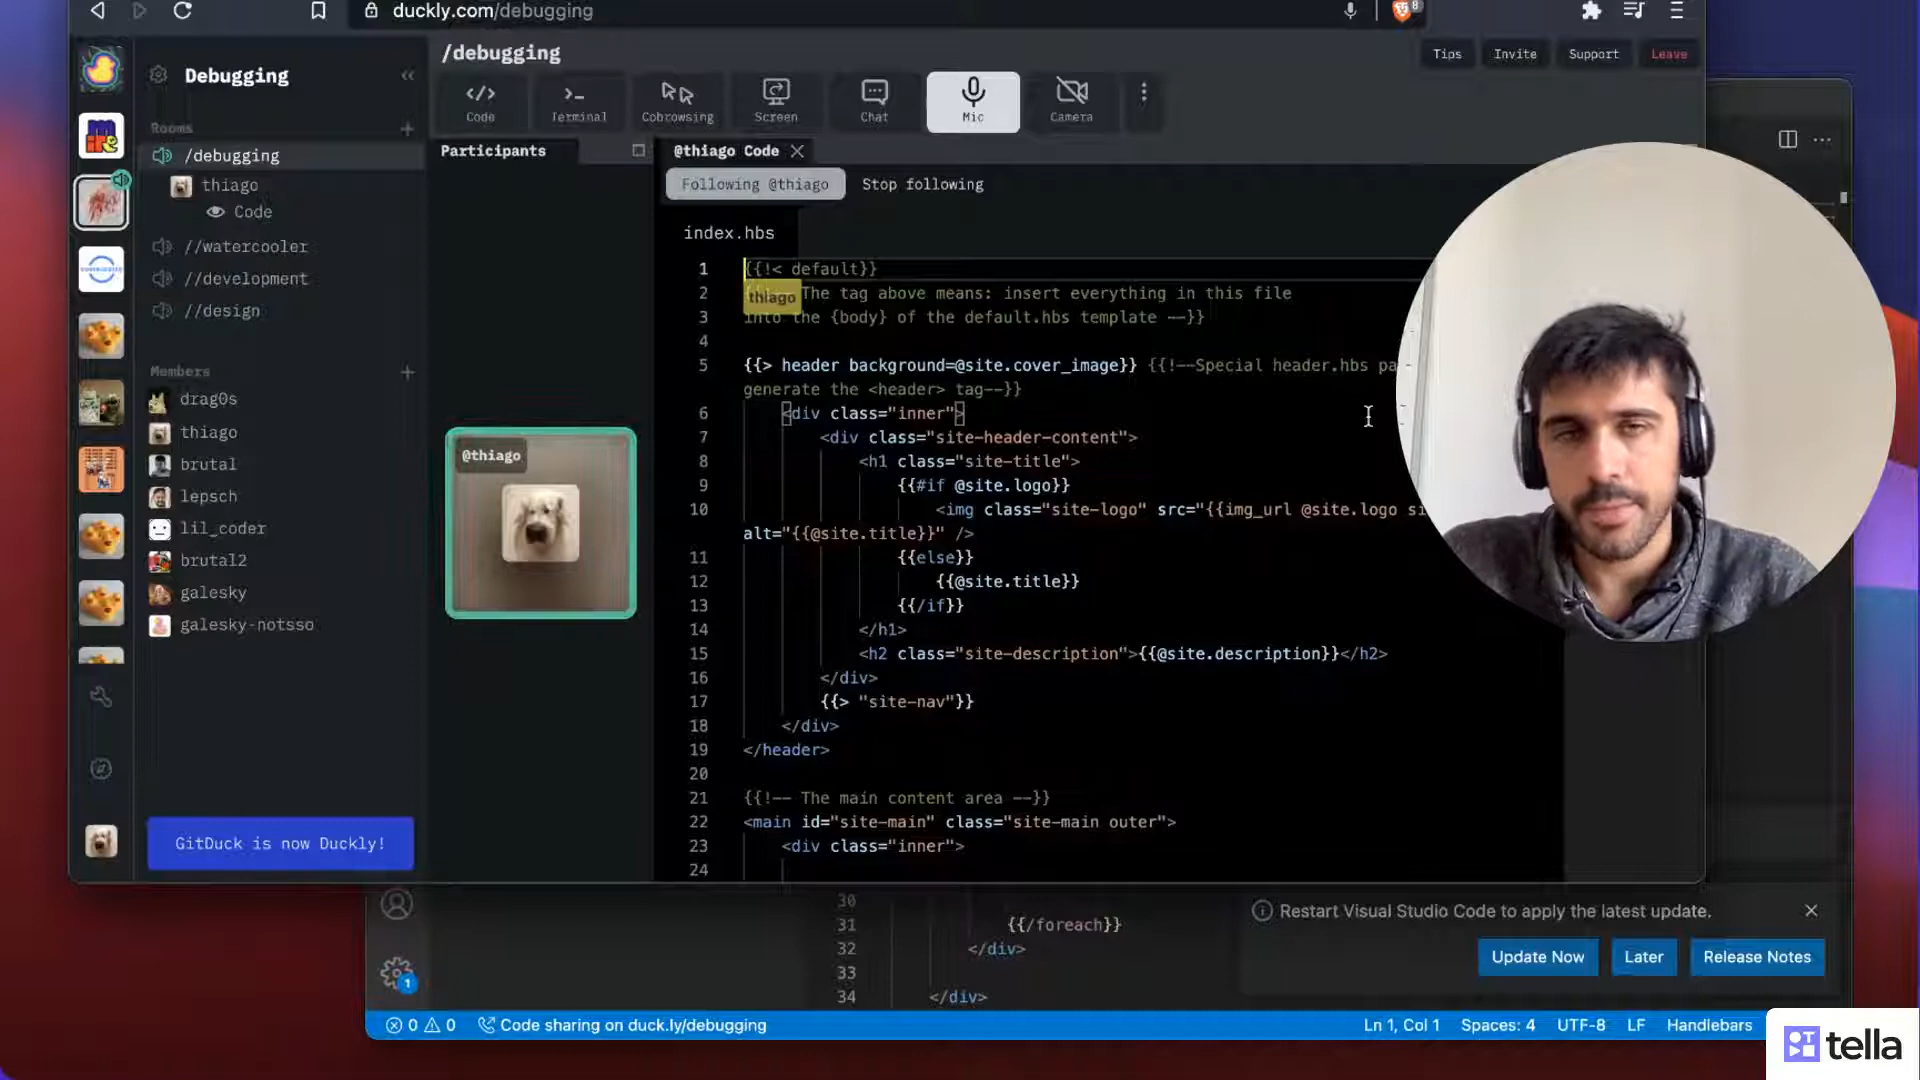 duckly.com/debugging
8
Debugging
/debugging
Tips
Invite
Support
Leave
Code
Terminal
Cobrowsing
Screen
Chat
Mic
Camera
Rooms
/debugging
thiago
Code
//watercooler
//development
//design
Members
drag0s
thiago
brutal
lepsch
lil_coder
brutal2
galesky
galesky-notsso
GitDuck is now Duckly!
Participants
@thiago
@thiago Code
Following @thiago
Stop following
index.hbs
1 {{!< default}}
thiago
2 The tag above means: insert everything in this file
3 into the {body} of the default.hbs template --}}
4
5 {{> header background=@site.cover_image}} {{!--Special header.hbs pa
generate the <header> tag--}}
6 <div class="inner">
7 <div class="site-header-content">
8 <h1 class="site-title">
9 {{#if @site.logo}}
10 <img class="site-logo" src="{{img_url @site.logo si
alt="{{@site.title}}" />
11 {{else}}
12 {{@site.title}}
13 {{/if}}
14 </h1>
15 <h2 class="site-description">{{@site.description}}</h2>
16 </div>
17 {{> "site-nav"}}
18 </div>
19 </header>
20
21 {{!-- The main content area --}}
22 <main id="site-main" class="site-main outer">
23 <div class="inner">
24
30
31 {{/foreach}}
32 </div>
33
34 </div>
Restart Visual Studio Code to apply the latest update.
Update Now
Later
Release Notes
1
0
0
Code sharing on duck.ly/debugging
Ln 1, Col 1
Spaces: 4
UTF-8
LF
Handlebars
tella